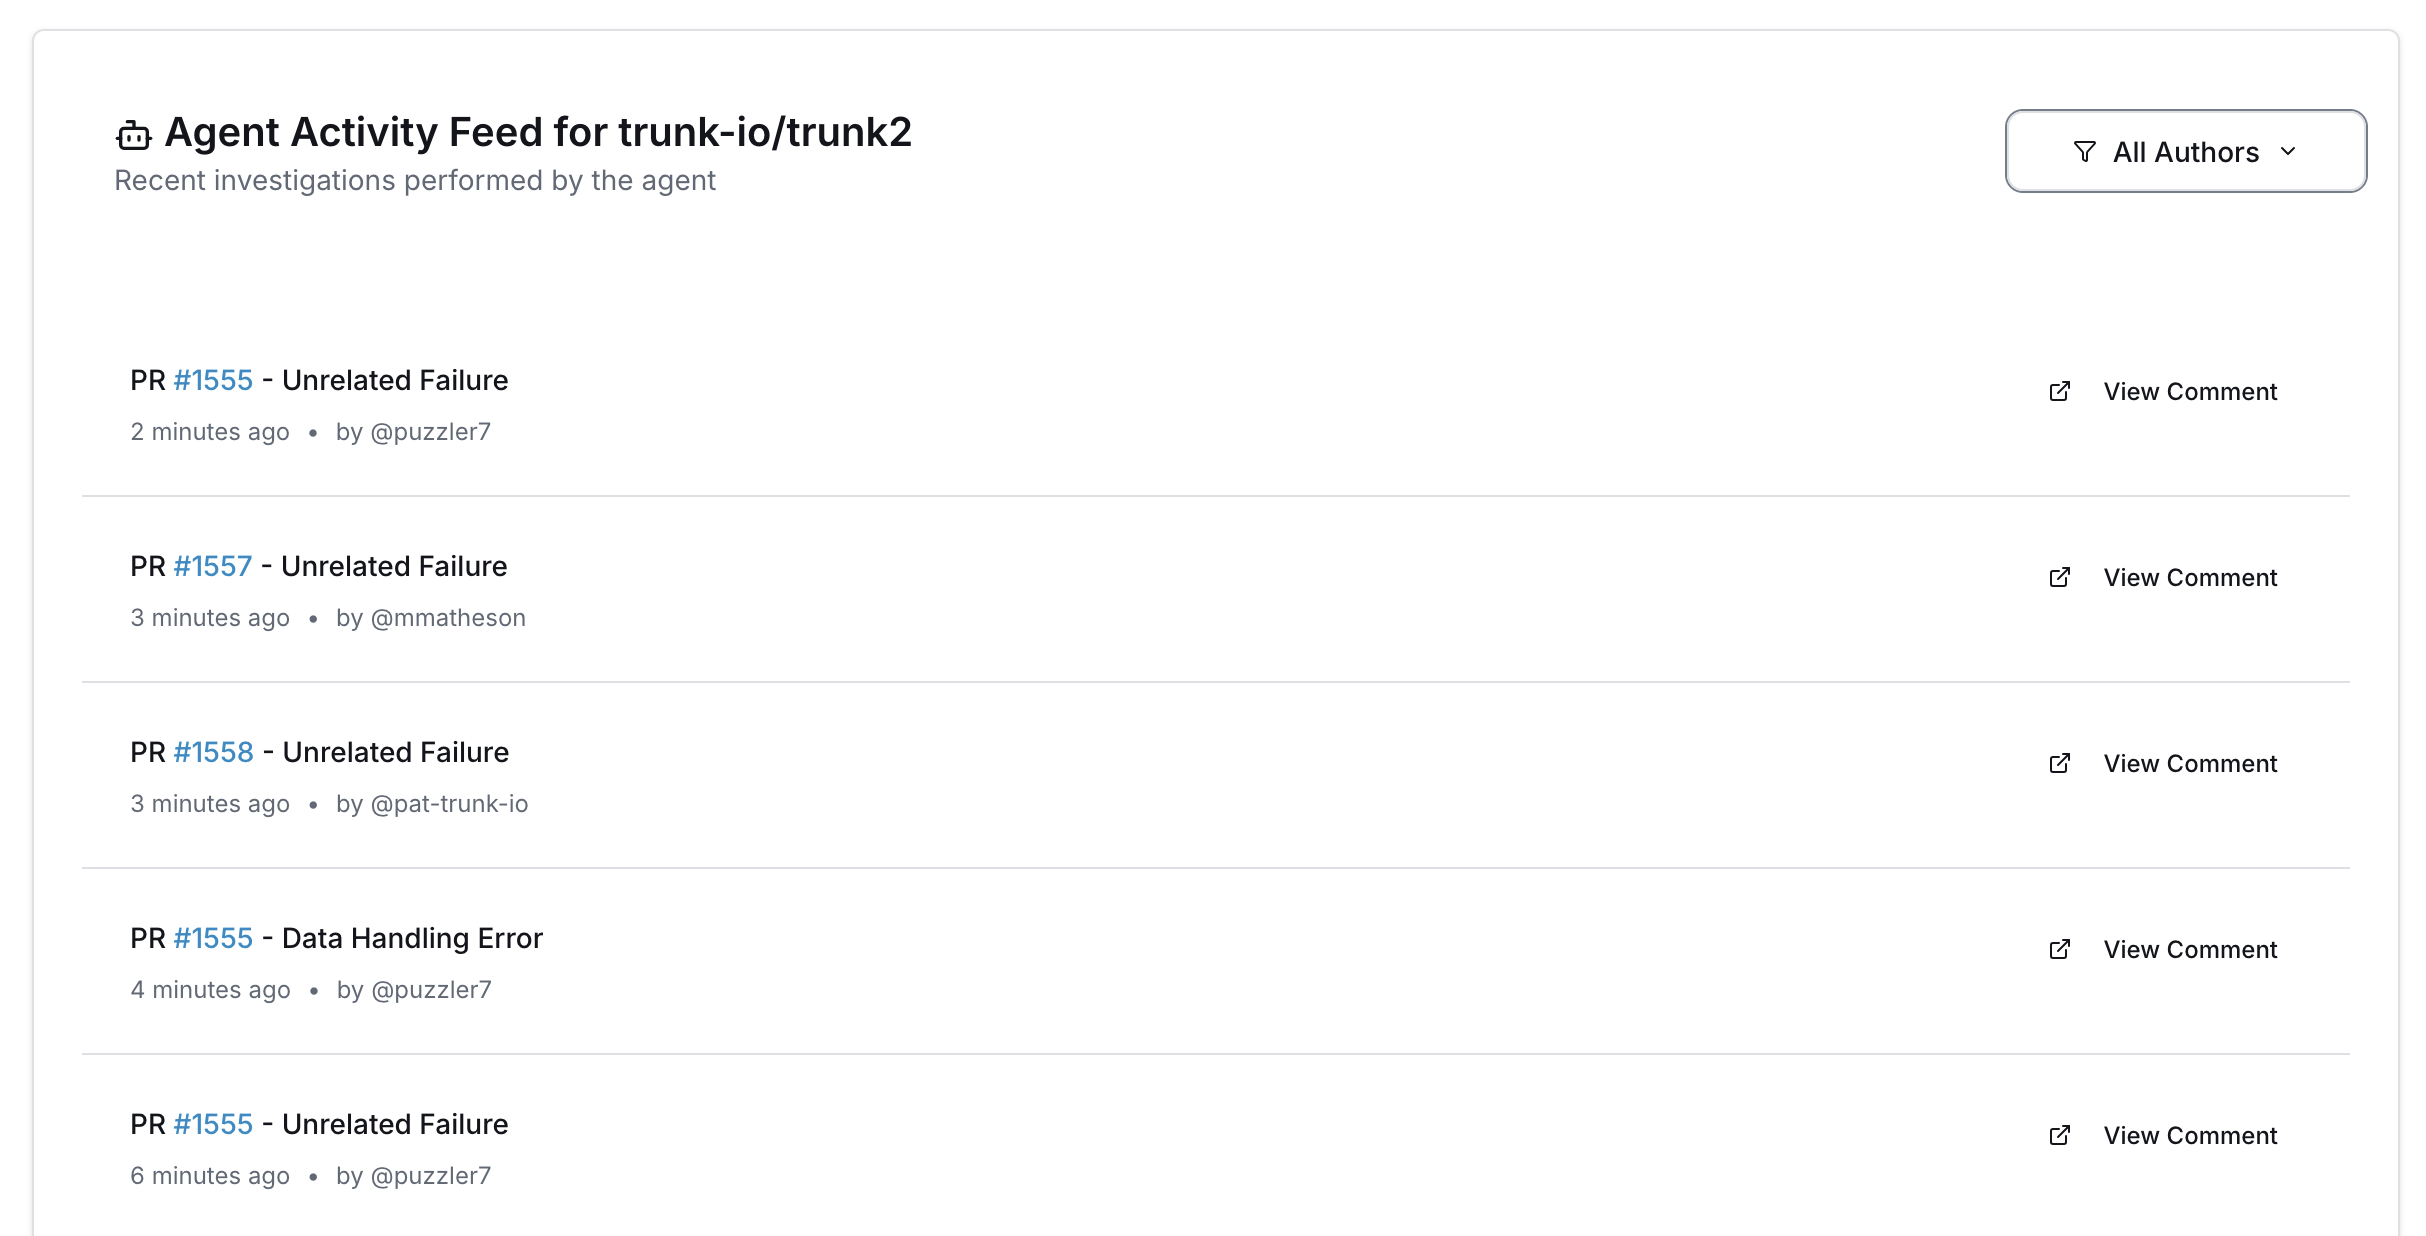 Agent Activity Feed for trunk-io/trunk2
Recent investigations performed by the agent
All Authors
PR #1555 - Unrelated Failure
2 minutes ago • by @puzzler7
View Comment
PR #1557 - Unrelated Failure
3 minutes ago • by @mmatheson
View Comment
PR #1558 - Unrelated Failure
3 minutes ago • by @pat-trunk-io
View Comment
PR #1555 - Data Handling Error
4 minutes ago • by @puzzler7
View Comment
PR #1555 - Unrelated Failure
6 minutes ago • by @puzzler7
View Comment